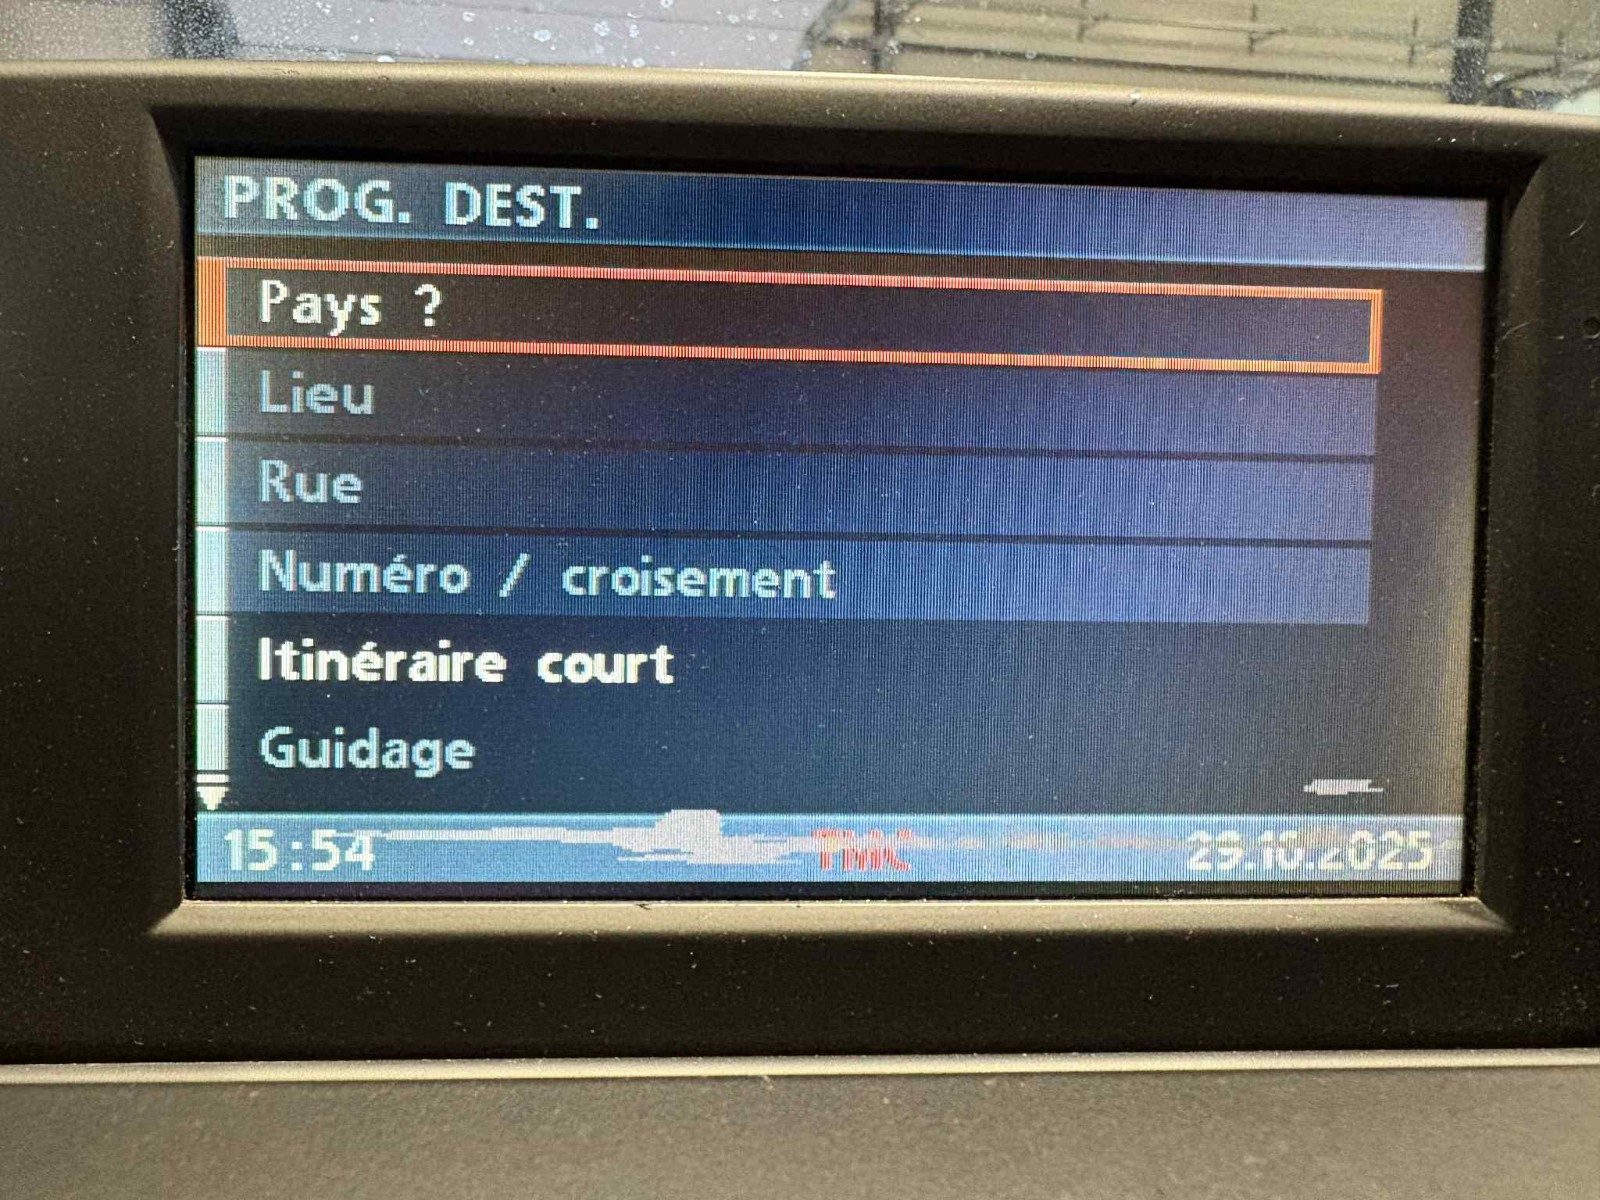 PROG. DEST.
Pays ?
Lieu
Rue
Numéro / croisement
Itinéraire court
Guidage
15:54 TMC 29.10.2025